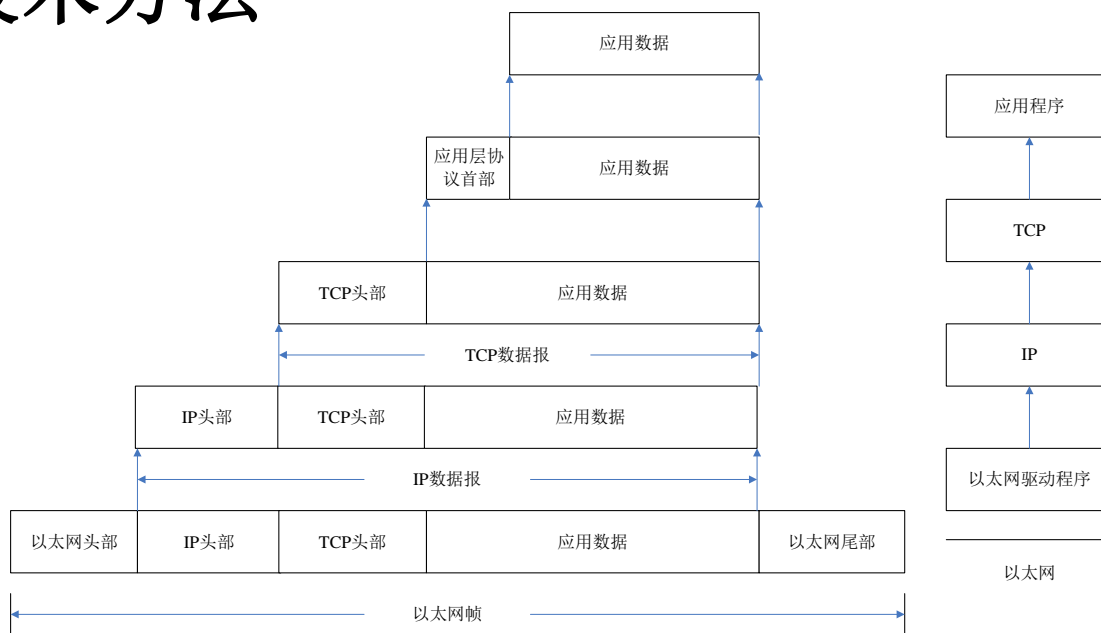 技术方法
应用数据
应用程序
应用层协
议首部
应用数据
TCP
TCP头部
应用数据
TCP数据报
IP
IP头部
TCP头部
应用数据
IP数据报
以太网驱动程序
以太网头部
IP头部
TCP头部
应用数据
以太网尾部
以太网
以太网帧